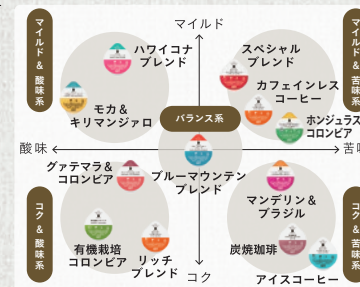 マイルド
マイルド & 酸味系
マイルド & 苦
ハワイコナ
ブレンド
スペシャル
ブレンド
モカ&
キリマンジァロ
カフェインレス
コーヒー
ホンジュラス
コロンビア
バランス系
酸味
苦
グァテマラ&
コロンビア
ブルーマウンテン
ブレンド
マンデリン&
ブラジル
コク & 酸味系
コク & 苦
有機栽培
コロンビア
リッチ
ブレンド
炭焼珈琲
アイスコーヒー
コク